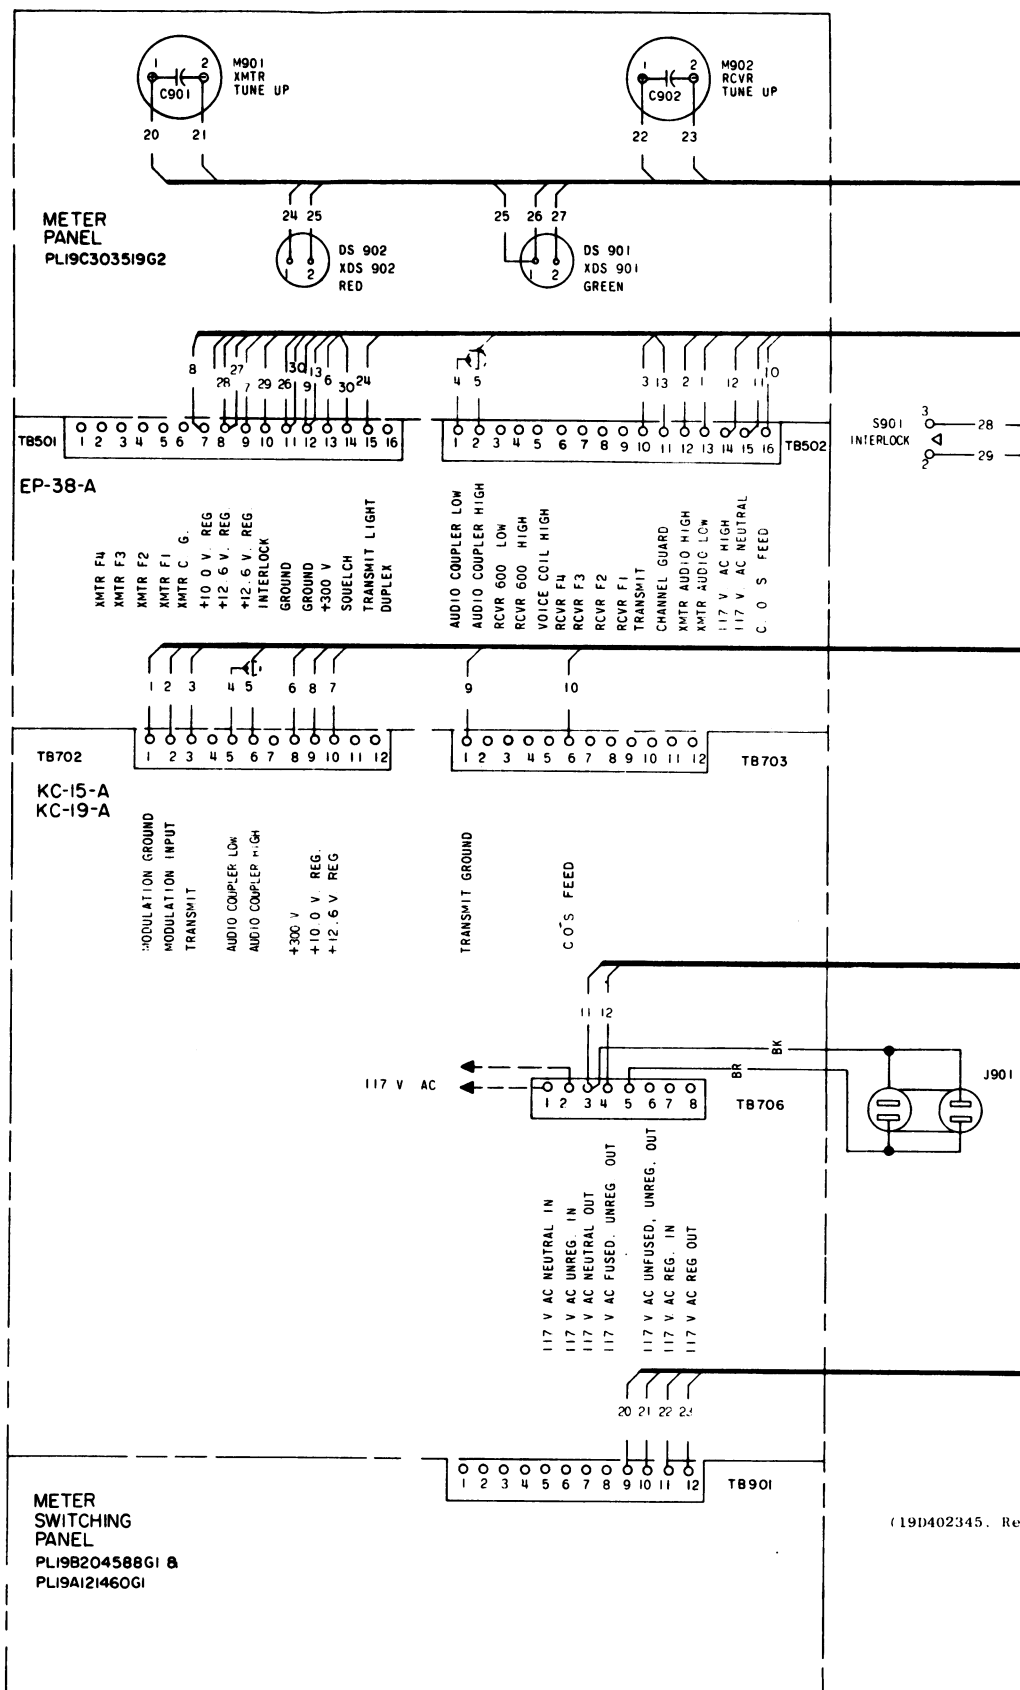 1 2 M901
XMTR
TUNE UP
C901
20 21
1 2 M902
RCVR
TUNE UP
C902
22 23
METER
PANEL
PL19C303519G2
24 25
1 2
DS 902
XDS 902
RED
25 26 27
1 2
DS 901
XDS 901
GREEN
8 28 27 7 29 26 30 9 13 6 30 24
4 5 3 13 2 1 12 11 10
TB501 1 2 3 4 5 6 7 8 9 10 11 12 13 14 15 16
1 2 3 4 5 6 7 8 9 10 11 12 13 14 15 16 TB502
S901
INTERLOCK
3 28
2 29
EP-38-A
XMTR F4
XMTR F3
XMTR F2
XMTR F1
XMTR C. G.
+10 0 V. REG
+12.6 V. REG.
+12.6 V. REG
INTERLOCK
GROUND
GROUND
+300 V
SQUELCH
TRANSMIT LIGHT
DUPLEX
AUDIO COUPLER LOW
AUDIO COUPLER HIGH
RCVR 600 LOW
RCVR 600 HIGH
VOICE COIL HIGH
RCVR F4
RCVR F3
RCVR F2
RCVR F1
TRANSMIT
CHANNEL GUARD
XMTR AUDIO HIGH
XMTR AUDIO LOW
117 V AC HIGH
117 V. AC NEUTRAL
C. O S FEED
1 2 3 4 5 6 8 7
9 10
TB702 1 2 3 4 5 6 7 8 9 10 11 12
1 2 3 4 5 6 7 8 9 10 11 12 TB703
KC-15-A
KC-19-A
MODULATION GROUND
MODULATION INPUT
TRANSMIT
AUDIO COUPLER LOW
AUDIO COUPLER HIGH
+300 V
+10.0 V. REG.
+12.6 V REG
TRANSMIT GROUND
C O S FEED
11 12
BK
BR
J901
117 V AC
1 2 3 4 5 6 7 8 TB706
117 V AC NEUTRAL IN
117 V AC UNREG. IN
117 V AC NEUTRAL OUT
117 V AC FUSED. UNREG OUT
117 V AC UNFUSED, UNREG. OUT
117 V. AC REG. IN
117 V AC REG OUT
20 21 22 23
1 2 3 4 5 6 7 8 9 10 11 12 TB901
METER
SWITCHING
PANEL
PL19B204588G1 &
PL19A121460G1
(19D402345. Re